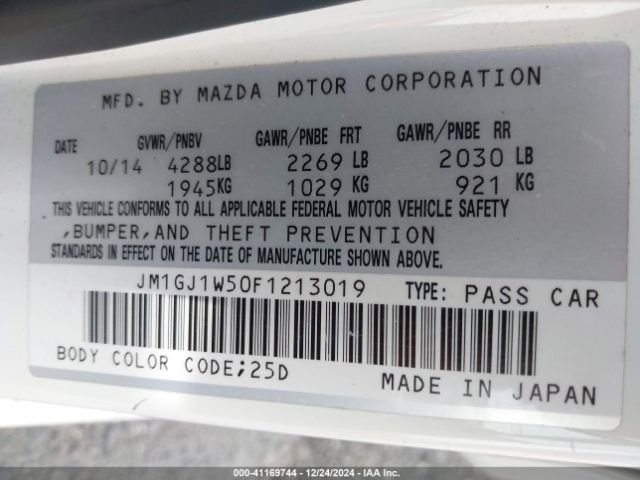 MFD. BY MAZDA MOTOR CORPORATION
DATE GVWR/PNBV GAWR/PNBE FRT GAWR/PNBE RR
10/14 4288LB 2269 LB 2030 LB
1945KG 1029 KG 921 KG
THIS VEHICLE CONFORMS TO ALL APPLICABLE FEDERAL MOTOR VEHICLE SAFETY
,BUMPER,AND THEFT PREVENTION
STANDARDS IN EFFECT ON THE DATE OF MANUFACTURE SHOWN ABOVE.
JM1GJ1W50F1213019 TYPE: PASS CAR
BODY COLOR CODE;25D MADE IN JAPAN
000-41169744 | 12/24/2024 | IAA Inc.